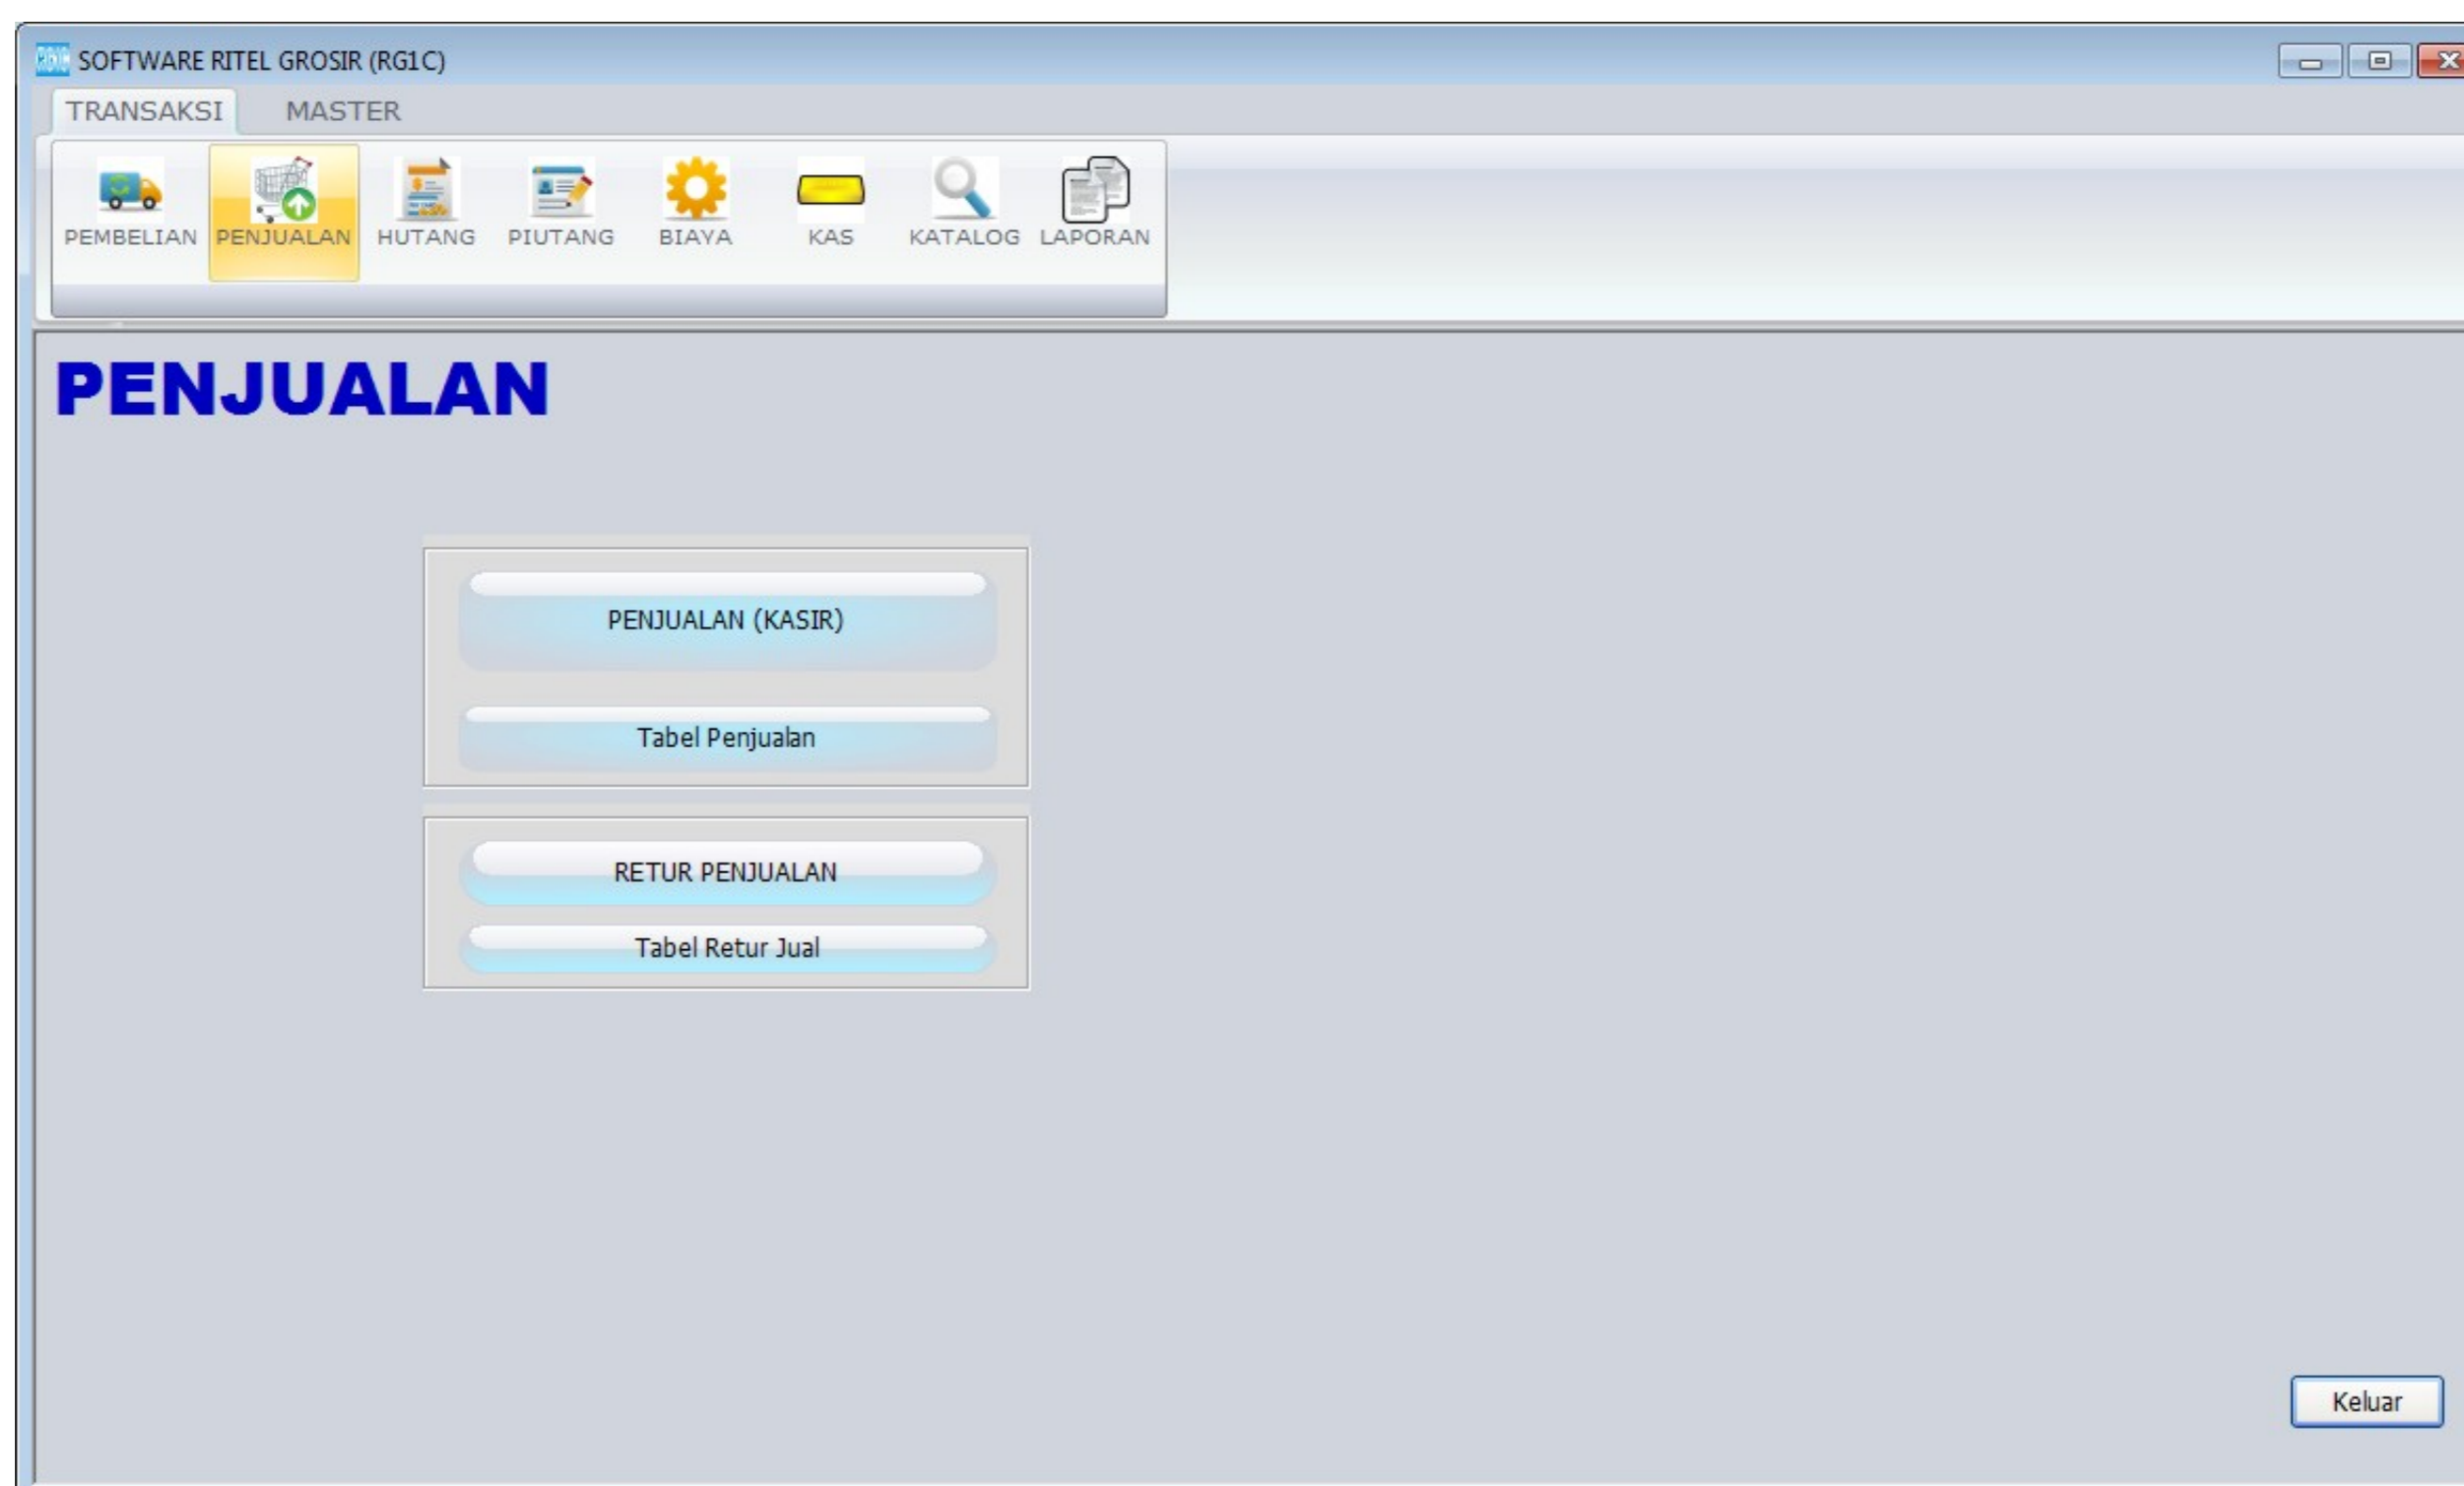 SOFTWARE RITEL GROSIR (RG1C)
TRANSAKSI MASTER
PEMBELIAN PENJUALAN HUTANG PIUTANG BIAYA KAS KATALOG LAPORAN
PENJUALAN
PENJUALAN (KASIR)
Tabel Penjualan
RETUR PENJUALAN
Tabel Retur Jual
Keluar